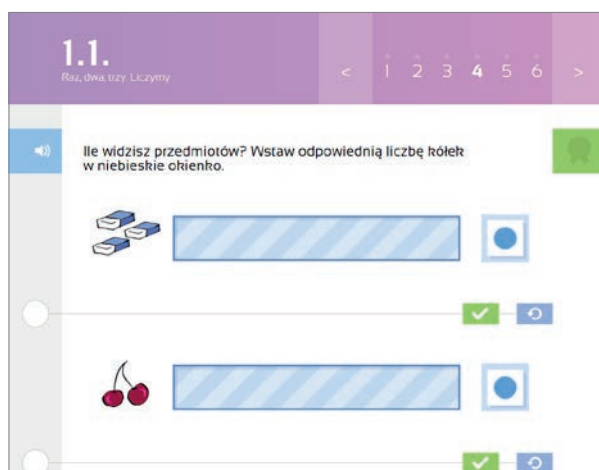 1.1.
Raz, dwa, trzy. Liczymy
< 1 2 3 4 5 6 >
Ile widzisz przedmiotów? Wstaw odpowiednią liczbę kółek
w niebieskie okienko.